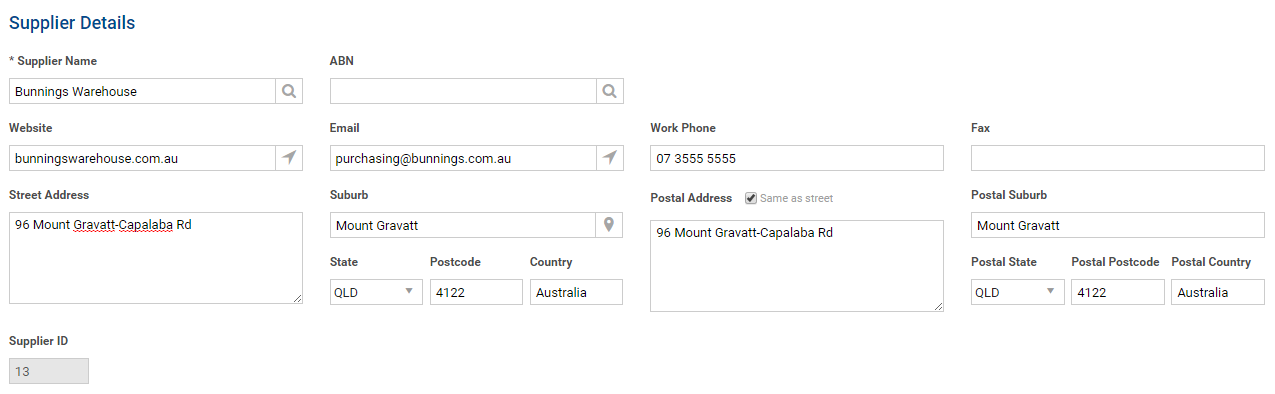 Supplier Details
* Supplier Name
ABN
Bunnings Warehouse
Website
Email
Work Phone
Fax
bunningswarehouse.com.au
purchasing@bunnings.com.au
07 3555 5555
Street Address
Suburb
Postal Address
Same as street
Postal Suburb
96 Mount Gravatt-Capalaba Rd
Mount Gravatt
96 Mount Gravatt-Capalaba Rd
Mount Gravatt
State
Postcode
Country
Postal State
Postal Postcode
Postal Country
QLD
4122
Australia
QLD
4122
Australia
Supplier ID
13